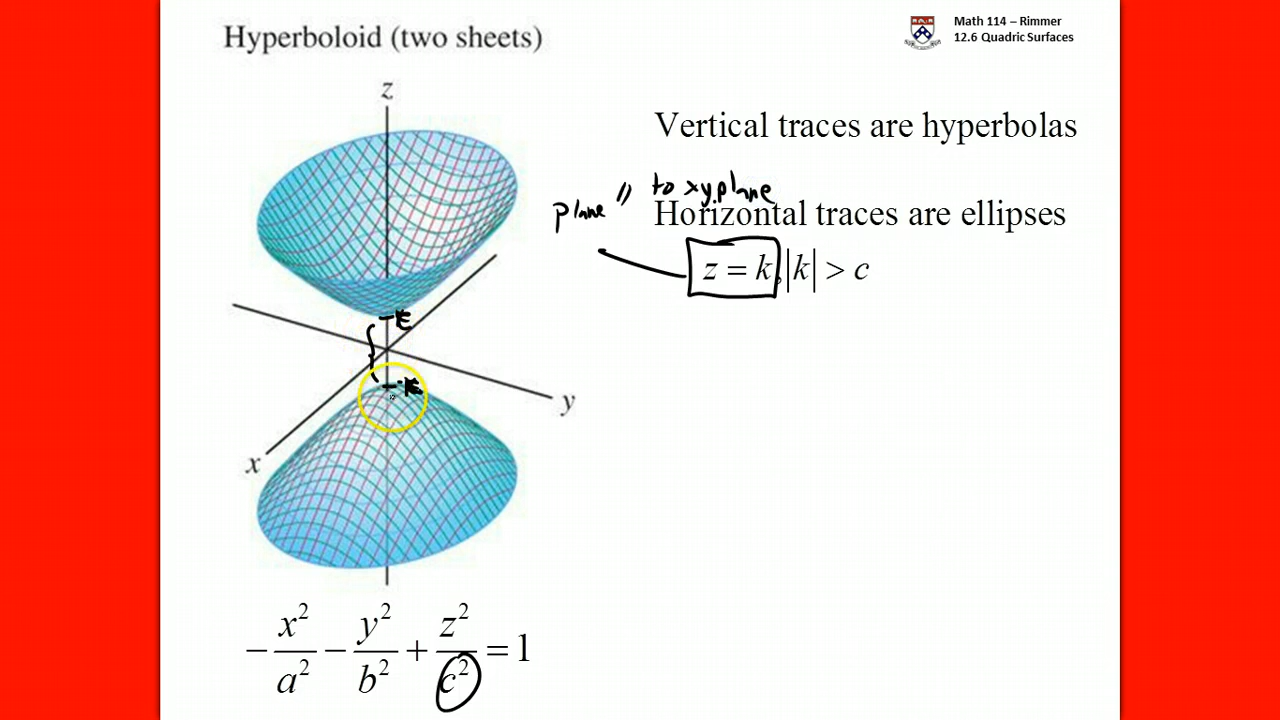 Hyperboloid (two sheets)
Math 114 – Rimmer
12.6 Quadric Surfaces
z
Vertical traces are hyperbolas
plane // to xy.plane
Horizontal traces are ellipses
z = k, |k| > c
y
x
-x²/a² - y²/b² + z²/c² = 1